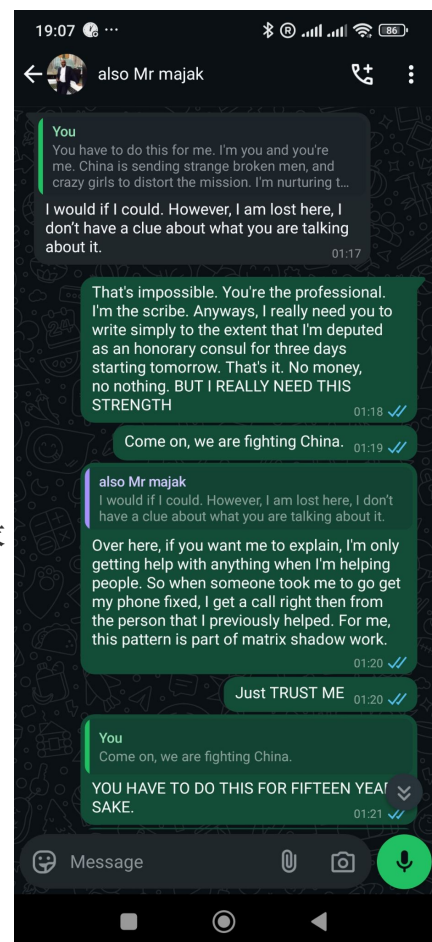 19:07
86
also Mr majak
You
You have to do this for me. I'm you and you're
me. China is sending strange broken men, and
crazy girls to distort the mission. I'm nurturing t...
I would if I could. However, I am lost here, I
don't have a clue about what you are talking
about it.
01:17
That's impossible. You're the professional.
I'm the scribe. Anyways, I really need you to
write simply to the extent that I'm deputed
as an honorary consul for three days
starting tomorrow. That's it. No money,
no nothing. BUT I REALLY NEED THIS
STRENGTH
01:18
Come on, we are fighting China.
01:19
also Mr majak
I would if I could. However, I am lost here, I don't
have a clue about what you are talking about it.
Over here, if you want me to explain, I'm only
getting help with anything when I'm helping
people. So when someone took me to go get
my phone fixed, I get a call right then from
the person that I previously helped. For me,
this pattern is part of matrix shadow work.
01:20
Just TRUST ME
01:20
You
Come on, we are fighting China.
YOU HAVE TO DO THIS FOR FIFTEEN
SAKE.
01:21
Message